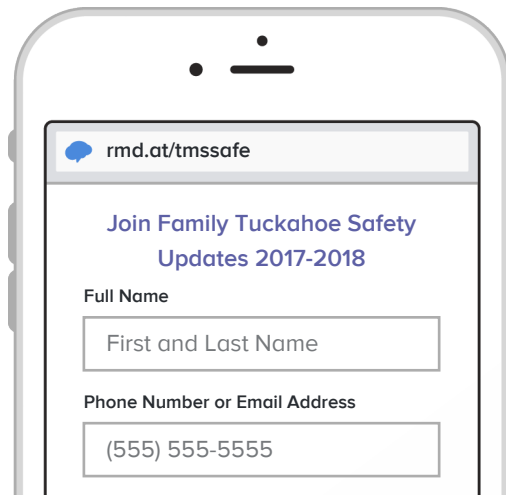 rmd.at/tmssafe
Join Family Tuckahoe Safety
Updates 2017-2018
Full Name
First and Last Name
Phone Number or Email Address
(555) 555-5555